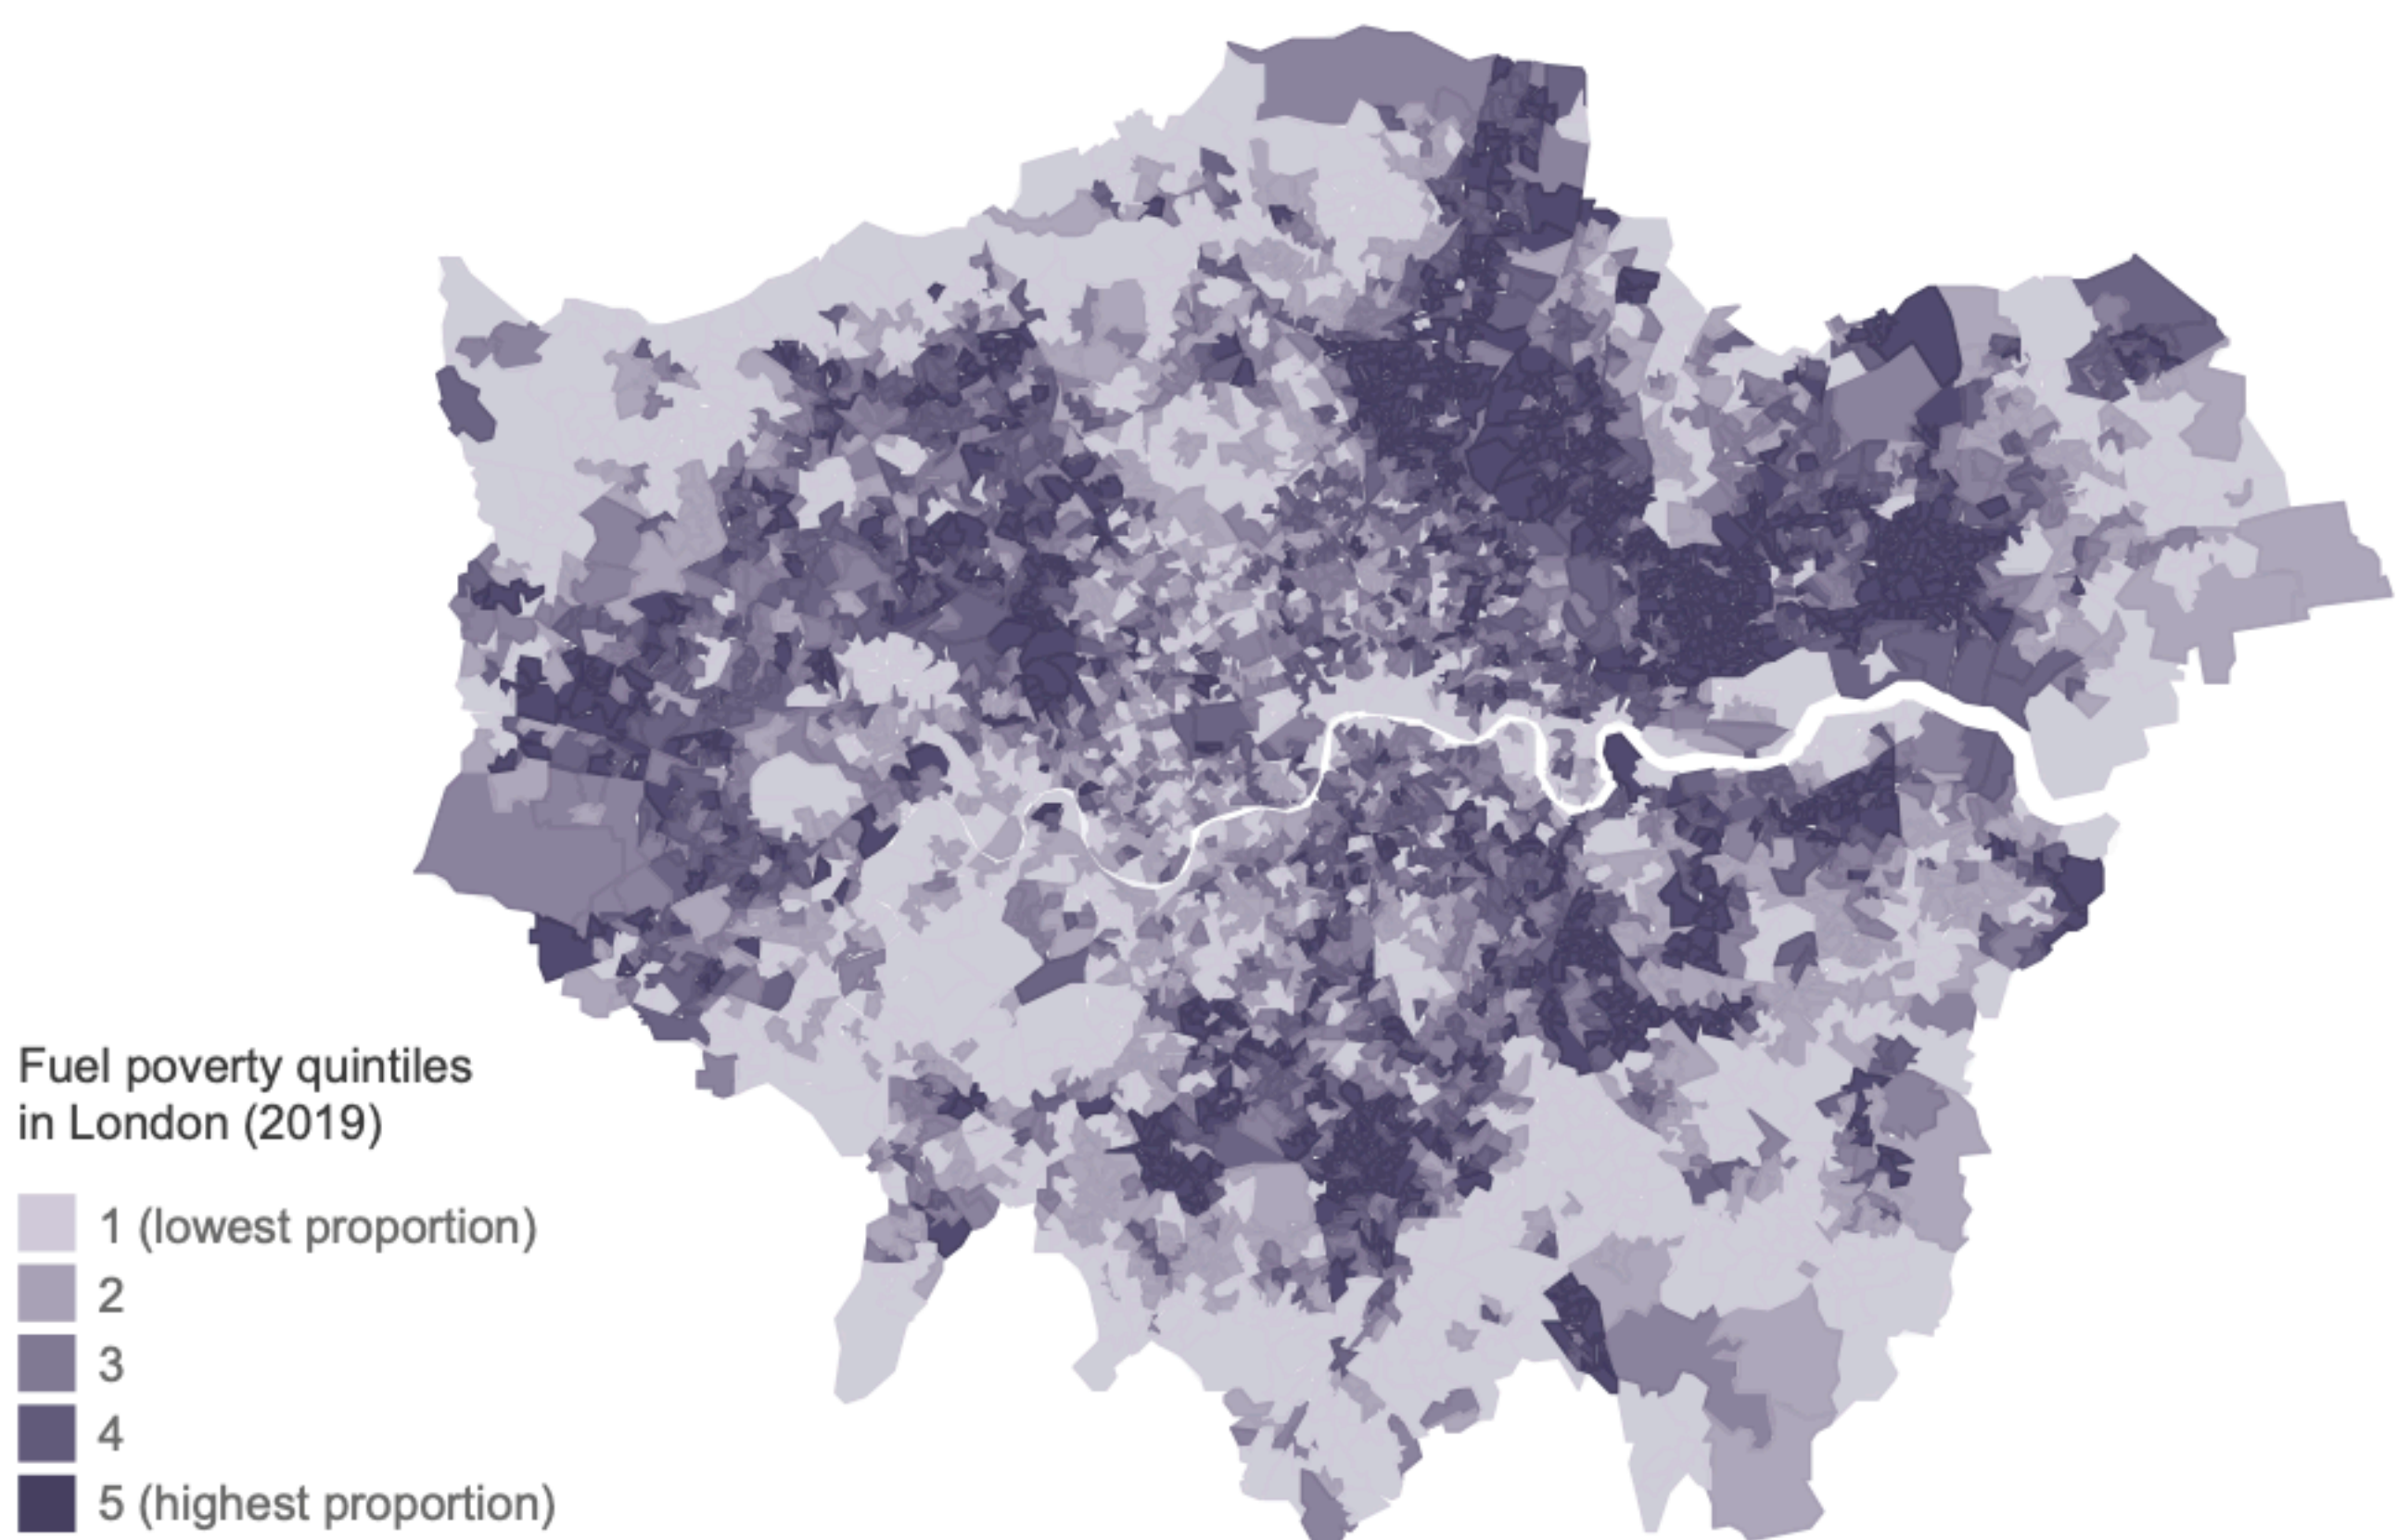 Fuel poverty quintiles
in London (2019)
1 (lowest proportion)
2
3
4
5 (highest proportion)